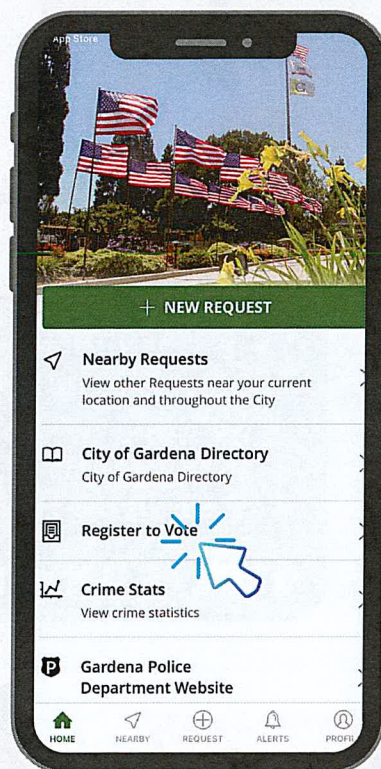 App Store
+ NEW REQUEST
Nearby Requests
View other Requests near your current
location and throughout the City
City of Gardena Directory
City of Gardena Directory
Register to Vote
Crime Stats
View crime statistics
P
Gardena Police
Department Website
HOME NEARBY REQUEST ALERTS PROFIL